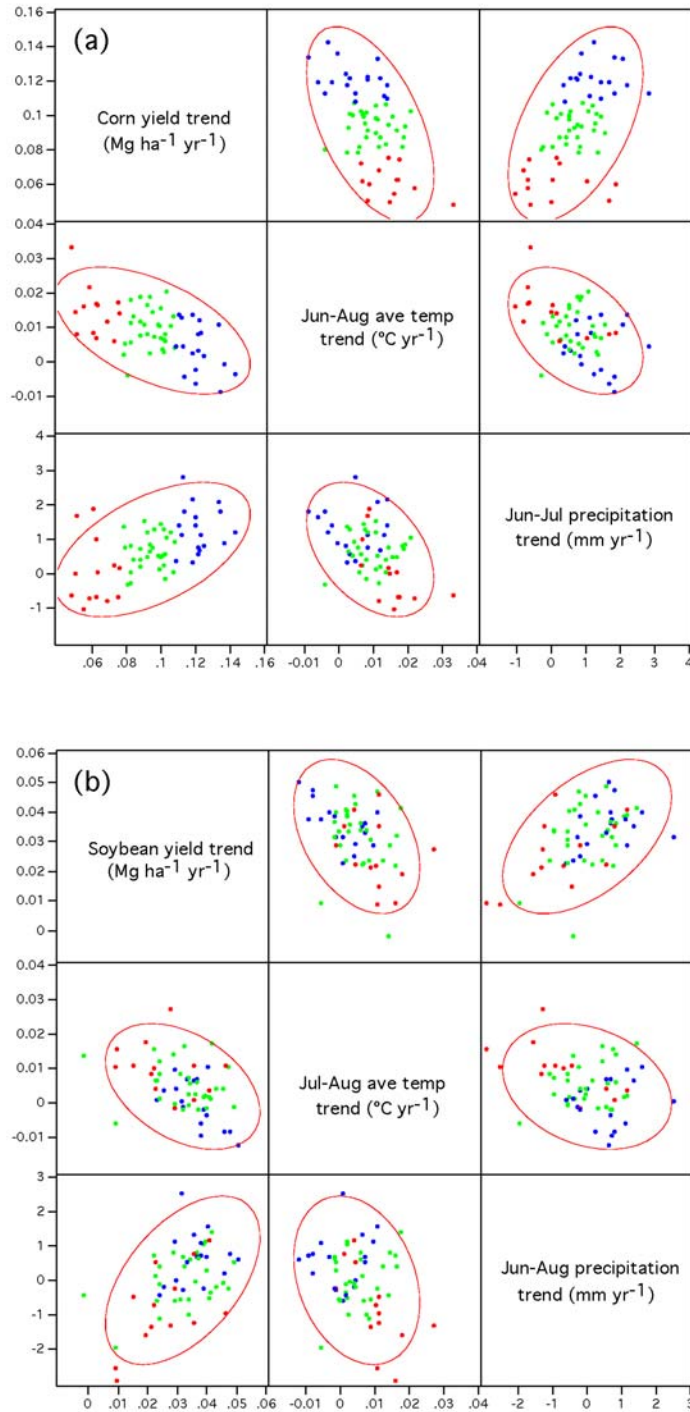 0.16
(a)
0.14
0.12
Corn yield trend
(Mg ha⁻¹ yr⁻¹)
0.1
0.08
0.06
0.04
0.03
0.02
Jun-Aug ave temp
trend (°C yr⁻¹)
0.01
0
-0.01
4
3
2
Jun-Jul precipitation
trend (mm yr⁻¹)
1
0
-1
.06 .08 0.1 .12 .14 .16 -0.01 0 .01 .02 .03 .04 -1 0 1 2 3 4
0.06
(b)
0.05
0.04
Soybean yield trend
(Mg ha⁻¹ yr⁻¹)
0.03
0.02
0.01
0
0.04
0.03
0.02
Jul-Aug ave temp
trend (°C yr⁻¹)
0.01
0
-0.01
3
2
1
Jun-Aug precipitation
trend (mm yr⁻¹)
0
-1
-2
0 .01 .02 .03 .04 .05 .06 -0.01 0 .01 .02 .03 .04 -2 -1 0 1 2 3